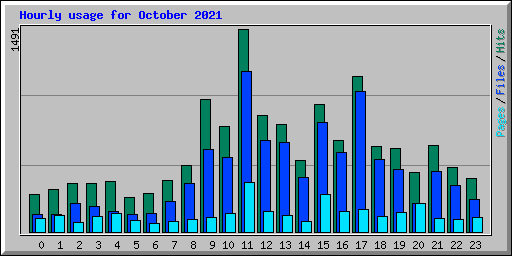 Hourly usage for October 2021
1491
Pages/Files/Hits
0 1 2 3 4 5 6 7 8 9 10 11 12 13 14 15 16 17 18 19 20 21 22 23